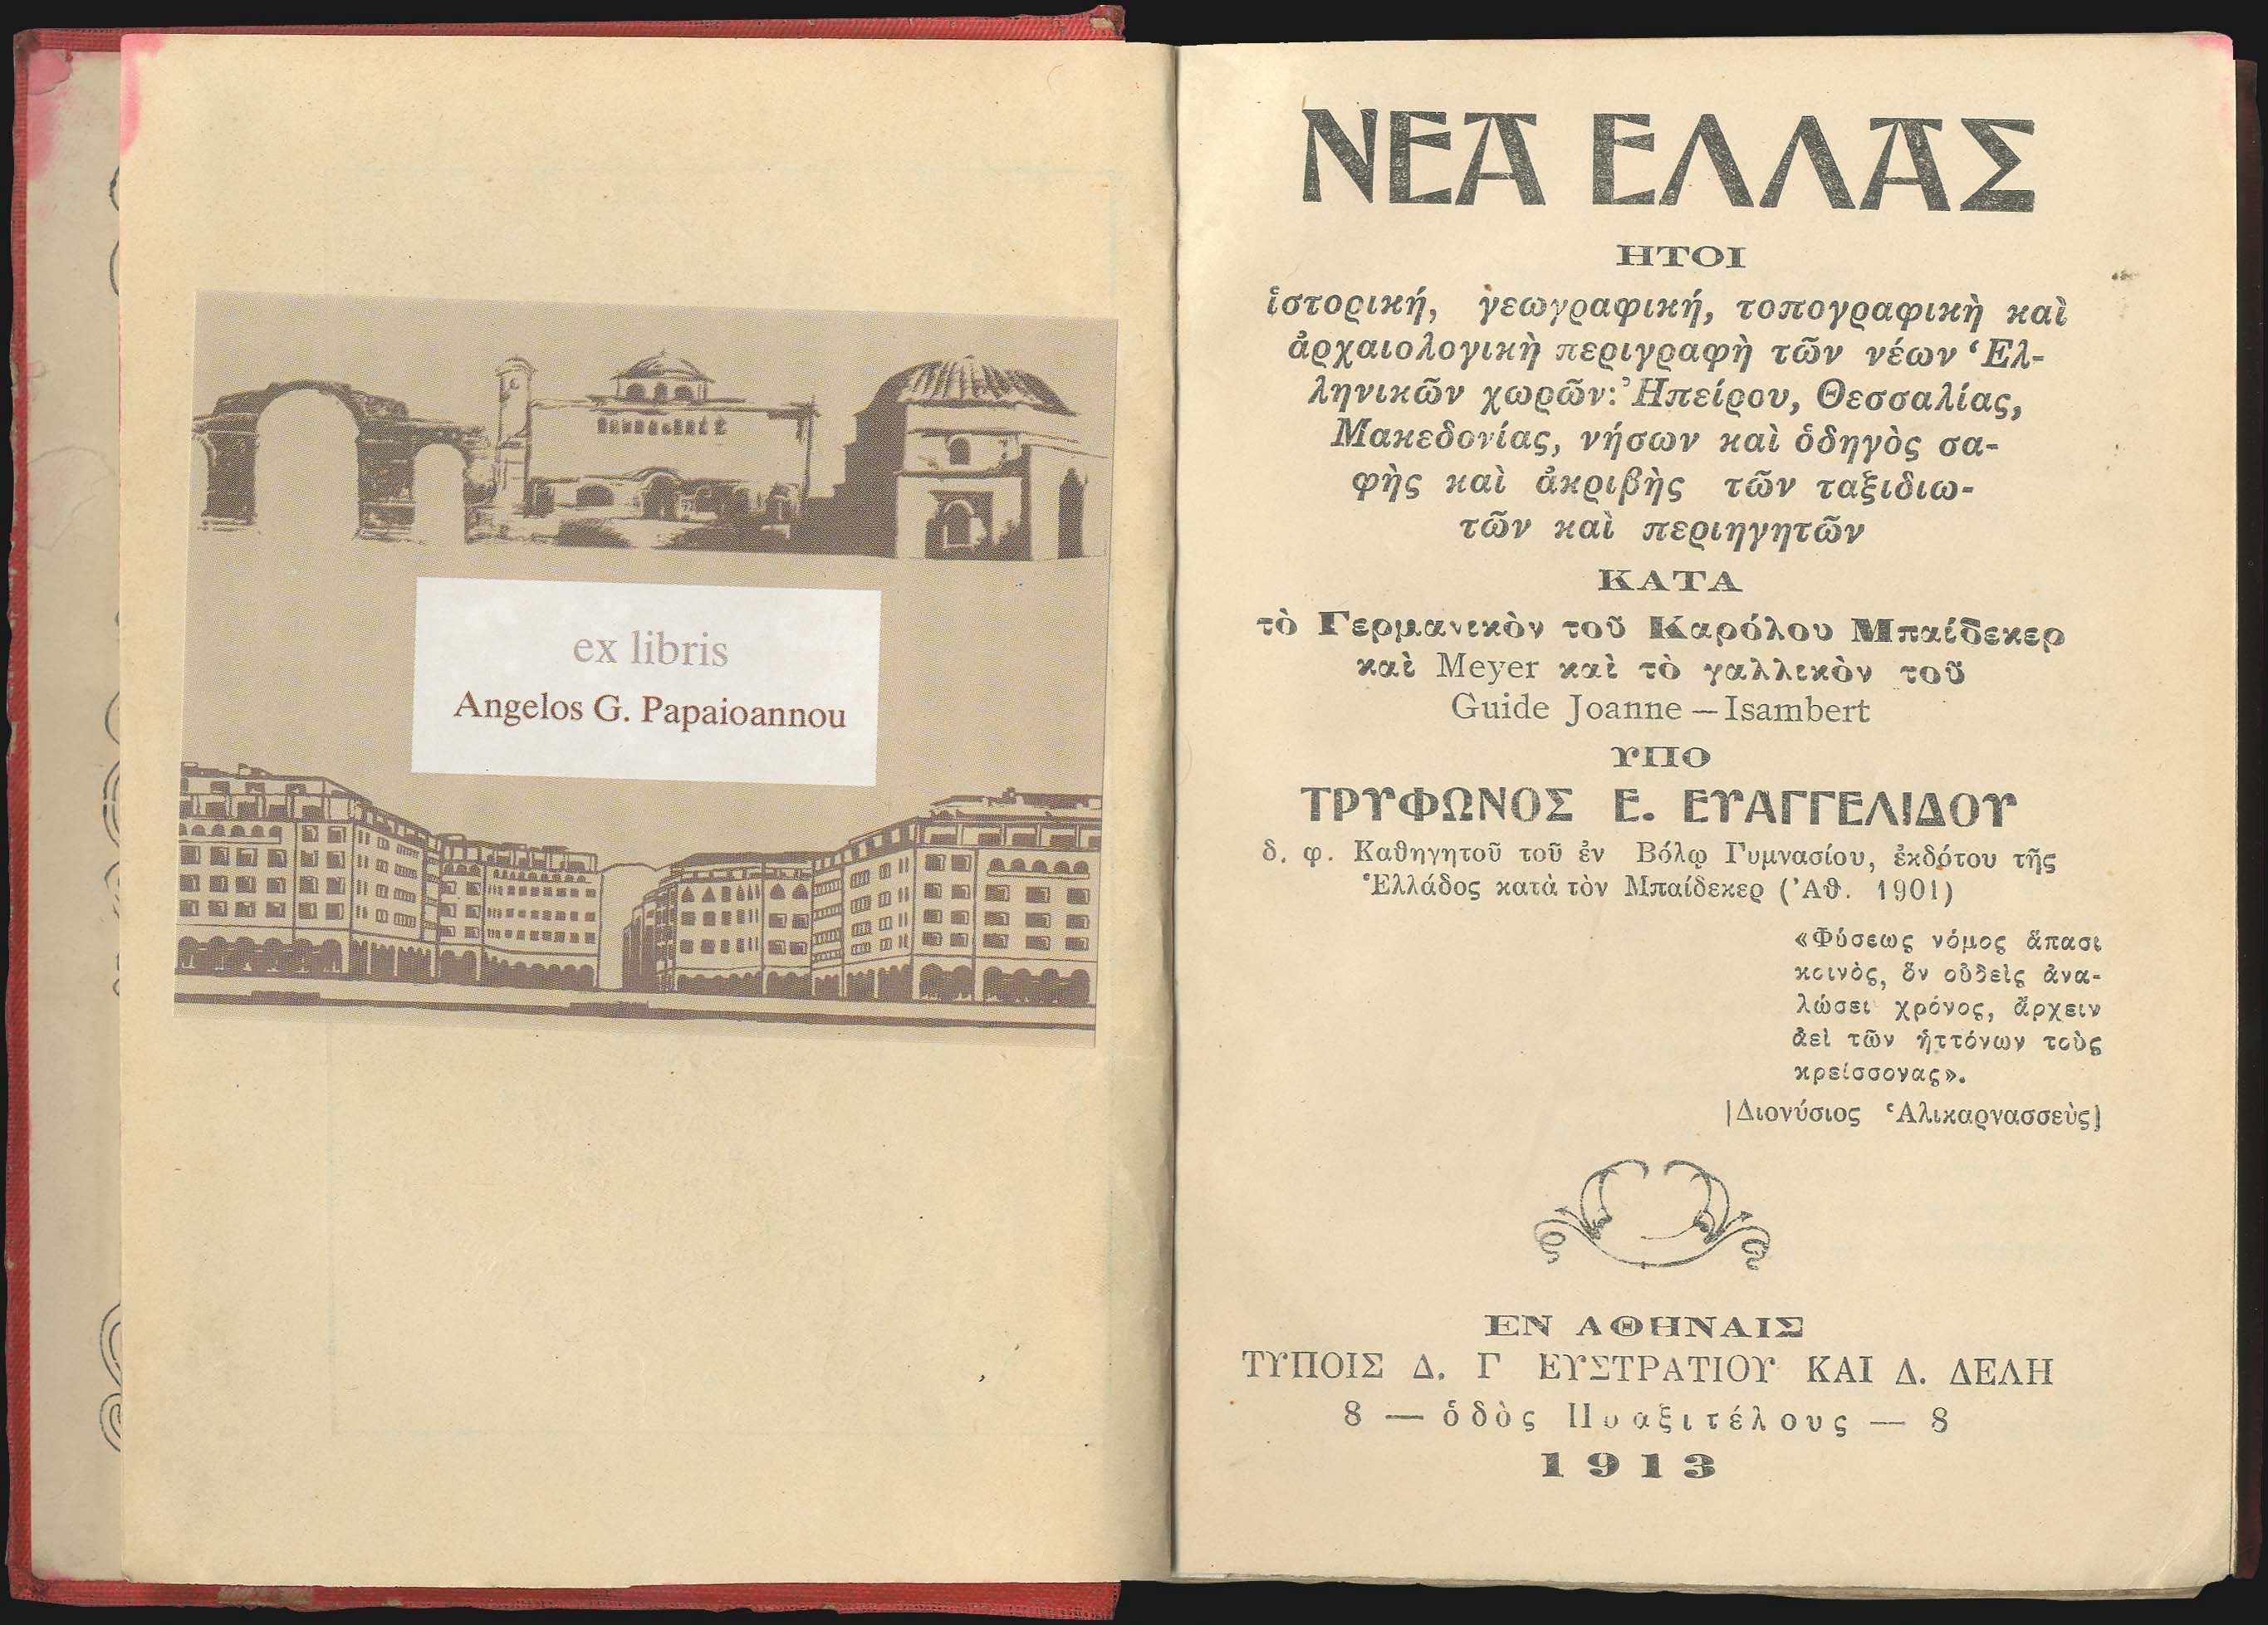 ex libris
Angelos G. Papaioannou
ΝΕΑ ΕΛΛΑΣ
ΗΤΟΙ
ἱστορική, γεωγραφική, τοπογραφικὴ καὶ
ἀρχαιολογικὴ περιγραφὴ τῶν νέων Ἑλ-
ληνικῶν χωρῶν: Ἠπείρου, Θεσσαλίας,
Μακεδονίας, νήσων καὶ ὁδηγὸς σα-
φὴς καὶ ἀκριβὴς τῶν ταξιδιω-
τῶν καὶ περιηγητῶν
ΚΑΤΑ
τὸ Γερμανικὸν τοῦ Καρόλου Μπαίδεκερ
καὶ Meyer καὶ τὸ γαλλικὸν τοῦ
Guide Joanne — Isambert
ΥΠΟ
ΤΡΥΦΩΝΟΣ Ε. ΕΥΑΓΓΕΛΙΔΟΥ
δ. φ. Καθηγητοῦ τοῦ ἐν Βόλῳ Γυμνασίου, ἐκδότου τῆς
Ἑλλάδος κατὰ τὸν Μπαίδεκερ (Ἀθ. 1901)
«Φύσεως νόμος ἅπασι
κοινὸς, ὃν οὐδεὶς ἀνα-
λώσει χρόνος, ἄρχειν
ἀεὶ τῶν ἡττόνων τοὺς
κρείσσονας».
[Διονύσιος Ἁλικαρνασσεὺς]
ΕΝ ΑΘΗΝΑΙΣ
ΤΥΠΟΙΣ Δ. Γ ΕΥΣΤΡΑΤΙΟΥ ΚΑΙ Δ. ΔΕΛΗ
8 — ὁδὸς Πραξιτέλους — 8
1913